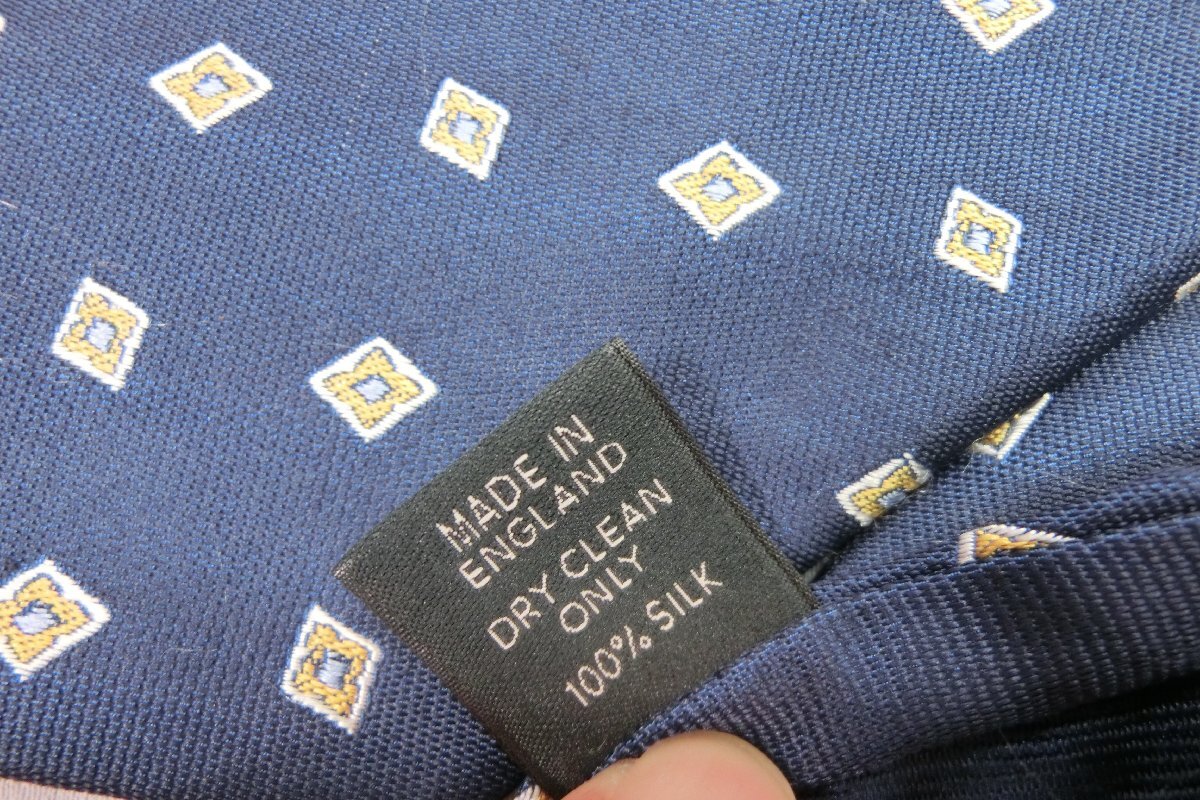 MADE IN
ENGLAND
DRY CLEAN
ONLY
100% SILK